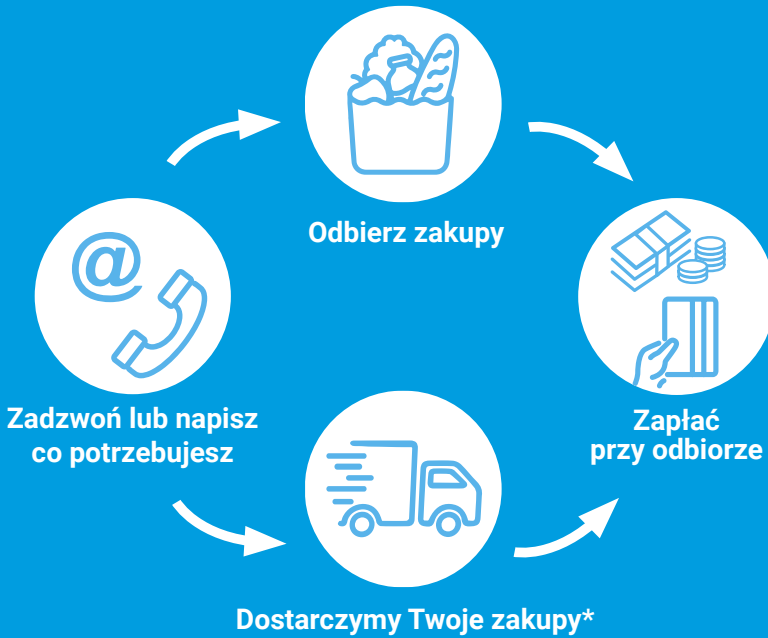 Odbierz zakupy
@
Zadzwoń lub napisz
co potrzebujesz
Zapłać
przy odbiorze
Dostarczymy Twoje zakupy*